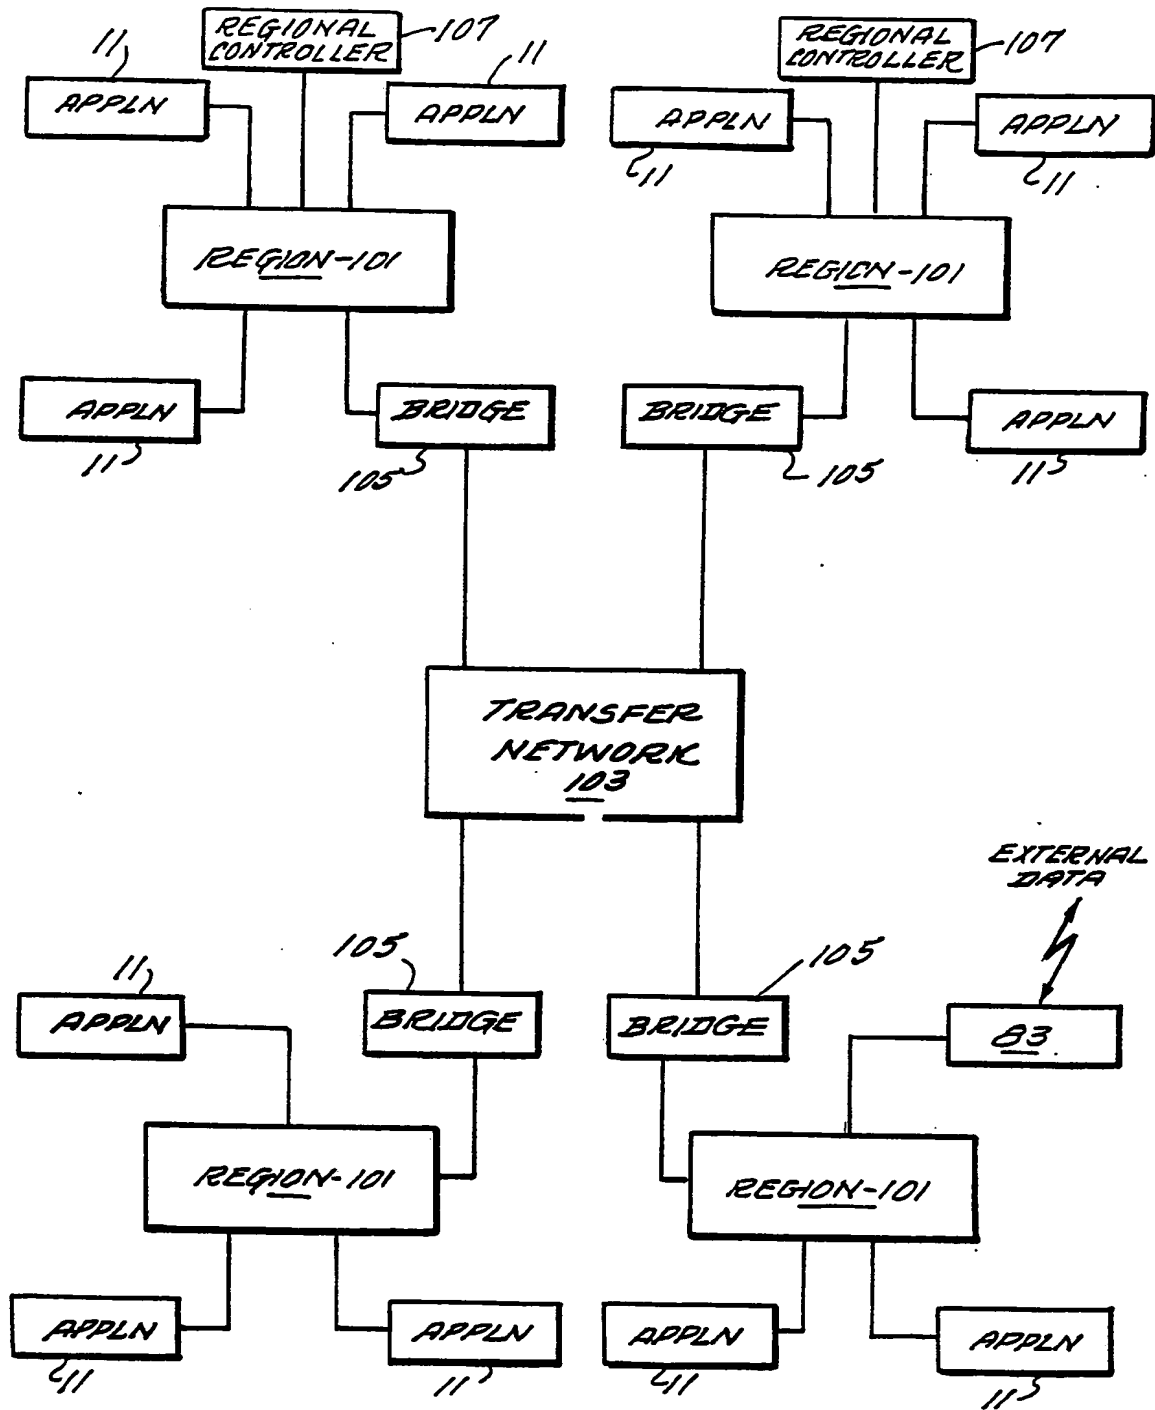 REGIONAL
CONTROLLER
107
11
APPLN
11
APPLN
REGION-101
APPLN
11
BRIDGE
105
REGIONAL
CONTROLLER
107
APPLN
11
APPLN
11
REGION-101
BRIDGE
105
APPLN
11
TRANSFER
NETWORK
103
11
APPLN
105
BRIDGE
REGION-101
APPLN
11
APPLN
11
105
BRIDGE
EXTERNAL
DATA
83
REGION-101
APPLN
11
APPLN
11